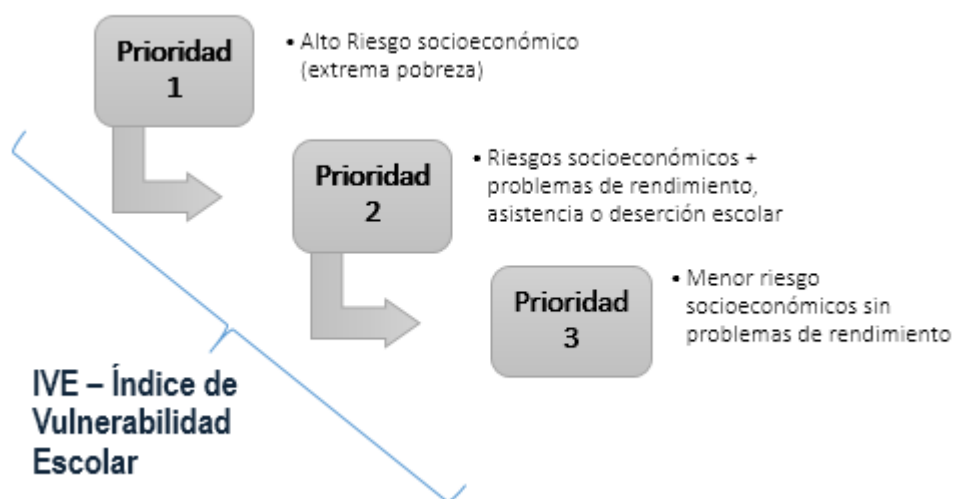 Prioridad
1
• Alto Riesgo socioeconómico
(extrema pobreza)
Prioridad
2
• Riesgos socioeconómicos +
problemas de rendimiento,
asistencia o deserción escolar
Prioridad
3
• Menor riesgo
socioeconómicos sin
problemas de rendimiento
IVE – Índice de
Vulnerabilidad
Escolar